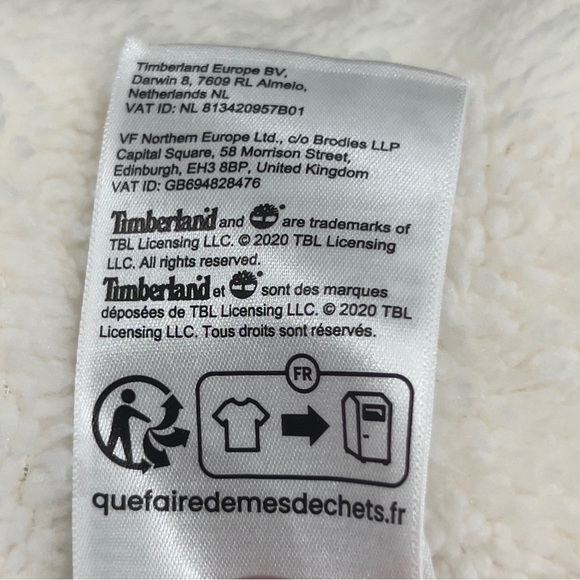 Timberland Europe BV,
Darwin 8, 7609 RL Almelo,
Netherlands NL
VAT ID: NL 813420957B01
VF Northern Europe Ltd., c/o Brodies LLP
Capital Square, 58 Morrison Street,
Edinburgh, EH3 8BP, United Kingdom
VAT ID: GB694828476
Timberland and are trademarks of
TBL Licensing LLC. © 2020 TBL Licensing
LLC. All rights reserved.
Timberland et sont des marques
déposées de TBL Licensing LLC. © 2020 TBL
Licensing LLC. Tous droits sont réservés.
FR
quefairedemesdechets.fr